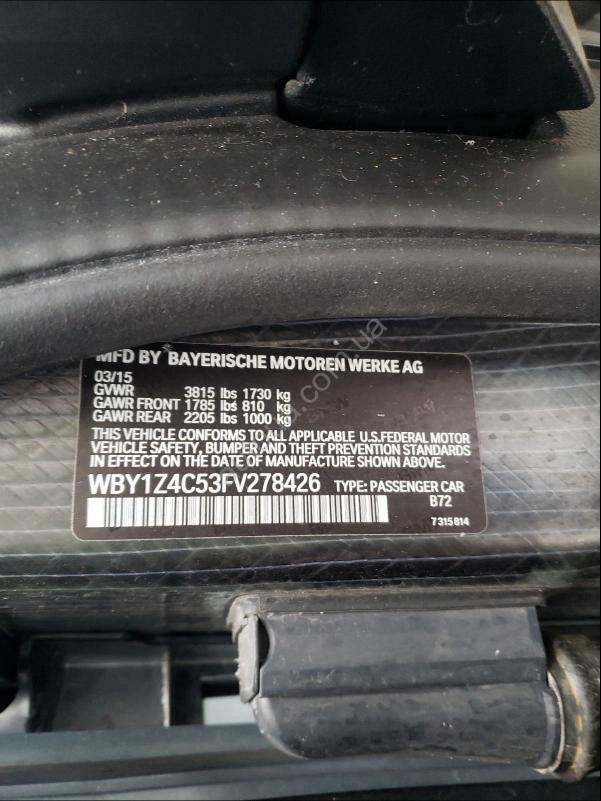 MFD BY BAYERISCHE MOTOREN WERKE AG
03/15
GVWR 3815 lbs 1730 kg
GAWR FRONT 1785 lbs 810 kg
GAWR REAR 2205 lbs 1000 kg
THIS VEHICLE CONFORMS TO ALL APPLICABLE U.S.FEDERAL MOTOR
VEHICLE SAFETY, BUMPER AND THEFT PREVENTION STANDARDS IN
EFFECT ON THE DATE OF MANUFACTURE SHOWN ABOVE.
WBY1Z4C53FV278426 TYPE: PASSENGER CAR
B72
7315814